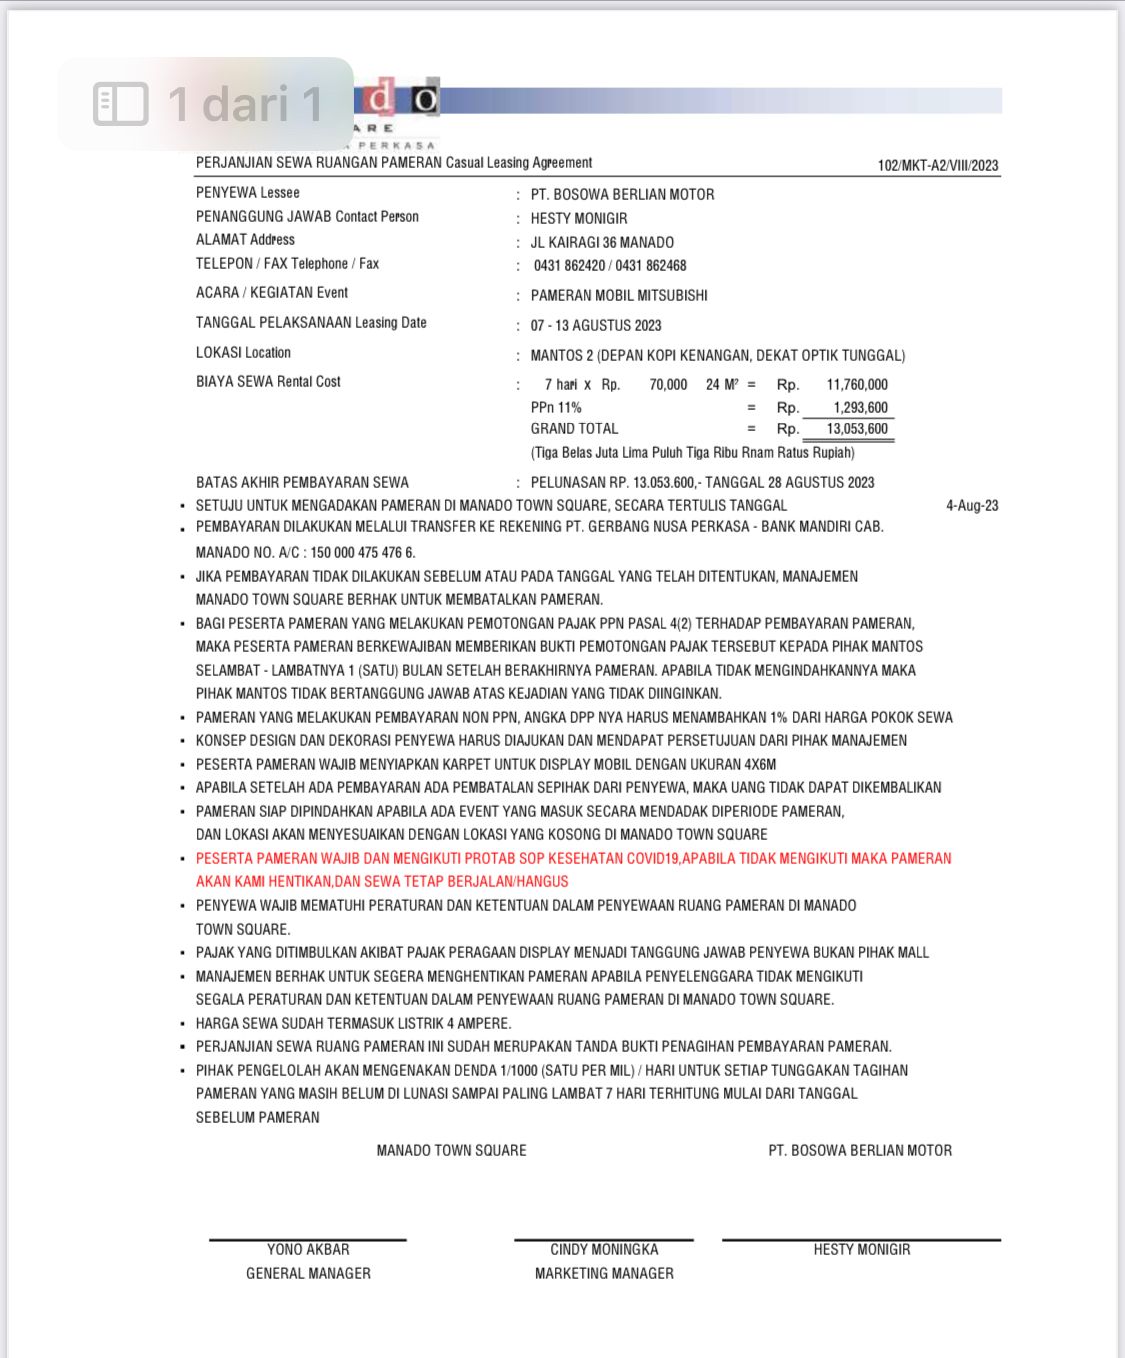 1 dari 1
d o
ARE
PERKASA
PERJANJIAN SEWA RUANGAN PAMERAN Casual Leasing Agreement 102/MKT-A2/VIII/2023
PENYEWA Lessee : PT. BOSOWA BERLIAN MOTOR
PENANGGUNG JAWAB Contact Person : HESTY MONIGIR
ALAMAT Address : JL KAIRAGI 36 MANADO
TELEPON / FAX Telephone / Fax : 0431 862420 / 0431 862468
ACARA / KEGIATAN Event : PAMERAN MOBIL MITSUBISHI
TANGGAL PELAKSANAAN Leasing Date : 07 - 13 AGUSTUS 2023
LOKASI Location : MANTOS 2 (DEPAN KOPI KENANGAN, DEKAT OPTIK TUNGGAL)
BIAYA SEWA Rental Cost : 7 hari x Rp. 70,000 24 M² = Rp. 11,760,000
PPn 11% = Rp. 1,293,600
GRAND TOTAL = Rp. 13,053,600
(Tiga Belas Juta Lima Puluh Tiga Ribu Rnam Ratus Rupiah)
BATAS AKHIR PEMBAYARAN SEWA : PELUNASAN RP. 13.053.600,- TANGGAL 28 AGUSTUS 2023
▪ SETUJU UNTUK MENGADAKAN PAMERAN DI MANADO TOWN SQUARE, SECARA TERTULIS TANGGAL 4-Aug-23
▪ PEMBAYARAN DILAKUKAN MELALUI TRANSFER KE REKENING PT. GERBANG NUSA PERKASA - BANK MANDIRI CAB.
MANADO NO. A/C : 150 000 475 476 6.
▪ JIKA PEMBAYARAN TIDAK DILAKUKAN SEBELUM ATAU PADA TANGGAL YANG TELAH DITENTUKAN, MANAJEMEN
MANADO TOWN SQUARE BERHAK UNTUK MEMBATALKAN PAMERAN.
▪ BAGI PESERTA PAMERAN YANG MELAKUKAN PEMOTONGAN PAJAK PPN PASAL 4(2) TERHADAP PEMBAYARAN PAMERAN,
MAKA PESERTA PAMERAN BERKEWAJIBAN MEMBERIKAN BUKTI PEMOTONGAN PAJAK TERSEBUT KEPADA PIHAK MANTOS
SELAMBAT - LAMBATNYA 1 (SATU) BULAN SETELAH BERAKHIRNYA PAMERAN. APABILA TIDAK MENGINDAHKANNYA MAKA
PIHAK MANTOS TIDAK BERTANGGUNG JAWAB ATAS KEJADIAN YANG TIDAK DIINGINKAN.
▪ PAMERAN YANG MELAKUKAN PEMBAYARAN NON PPN, ANGKA DPP NYA HARUS MENAMBAHKAN 1% DARI HARGA POKOK SEWA
▪ KONSEP DESIGN DAN DEKORASI PENYEWA HARUS DIAJUKAN DAN MENDAPAT PERSETUJUAN DARI PIHAK MANAJEMEN
▪ PESERTA PAMERAN WAJIB MENYIAPKAN KARPET UNTUK DISPLAY MOBIL DENGAN UKURAN 4X6M
▪ APABILA SETELAH ADA PEMBAYARAN ADA PEMBATALAN SEPIHAK DARI PENYEWA, MAKA UANG TIDAK DAPAT DIKEMBALIKAN
▪ PAMERAN SIAP DIPINDAHKAN APABILA ADA EVENT YANG MASUK SECARA MENDADAK DIPERIODE PAMERAN,
DAN LOKASI AKAN MENYESUAIKAN DENGAN LOKASI YANG KOSONG DI MANADO TOWN SQUARE
▪ PESERTA PAMERAN WAJIB DAN MENGIKUTI PROTAB SOP KESEHATAN COVID19,APABILA TIDAK MENGIKUTI MAKA PAMERAN
AKAN KAMI HENTIKAN,DAN SEWA TETAP BERJALAN/HANGUS
▪ PENYEWA WAJIB MEMATUHI PERATURAN DAN KETENTUAN DALAM PENYEWAAN RUANG PAMERAN DI MANADO
TOWN SQUARE.
▪ PAJAK YANG DITIMBULKAN AKIBAT PAJAK PERAGAAN DISPLAY MENJADI TANGGUNG JAWAB PENYEWA BUKAN PIHAK MALL
▪ MANAJEMEN BERHAK UNTUK SEGERA MENGHENTIKAN PAMERAN APABILA PENYELENGGARA TIDAK MENGIKUTI
SEGALA PERATURAN DAN KETENTUAN DALAM PENYEWAAN RUANG PAMERAN DI MANADO TOWN SQUARE.
▪ HARGA SEWA SUDAH TERMASUK LISTRIK 4 AMPERE.
▪ PERJANJIAN SEWA RUANG PAMERAN INI SUDAH MERUPAKAN TANDA BUKTI PENAGIHAN PEMBAYARAN PAMERAN.
▪ PIHAK PENGELOLAH AKAN MENGENAKAN DENDA 1/1000 (SATU PER MIL) / HARI UNTUK SETIAP TUNGGAKAN TAGIHAN
PAMERAN YANG MASIH BELUM DI LUNASI SAMPAI PALING LAMBAT 7 HARI TERHITUNG MULAI DARI TANGGAL
SEBELUM PAMERAN
MANADO TOWN SQUARE PT. BOSOWA BERLIAN MOTOR
YONO AKBAR CINDY MONINGKA HESTY MONIGIR
GENERAL MANAGER MARKETING MANAGER